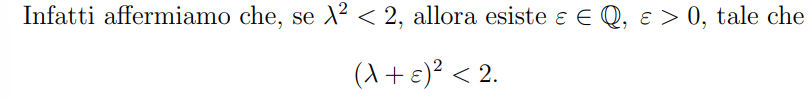 Infatti affermiamo che, se λ² < 2, allora esiste ε ∈ ℚ, ε > 0, tale che
(λ + ε)² < 2.